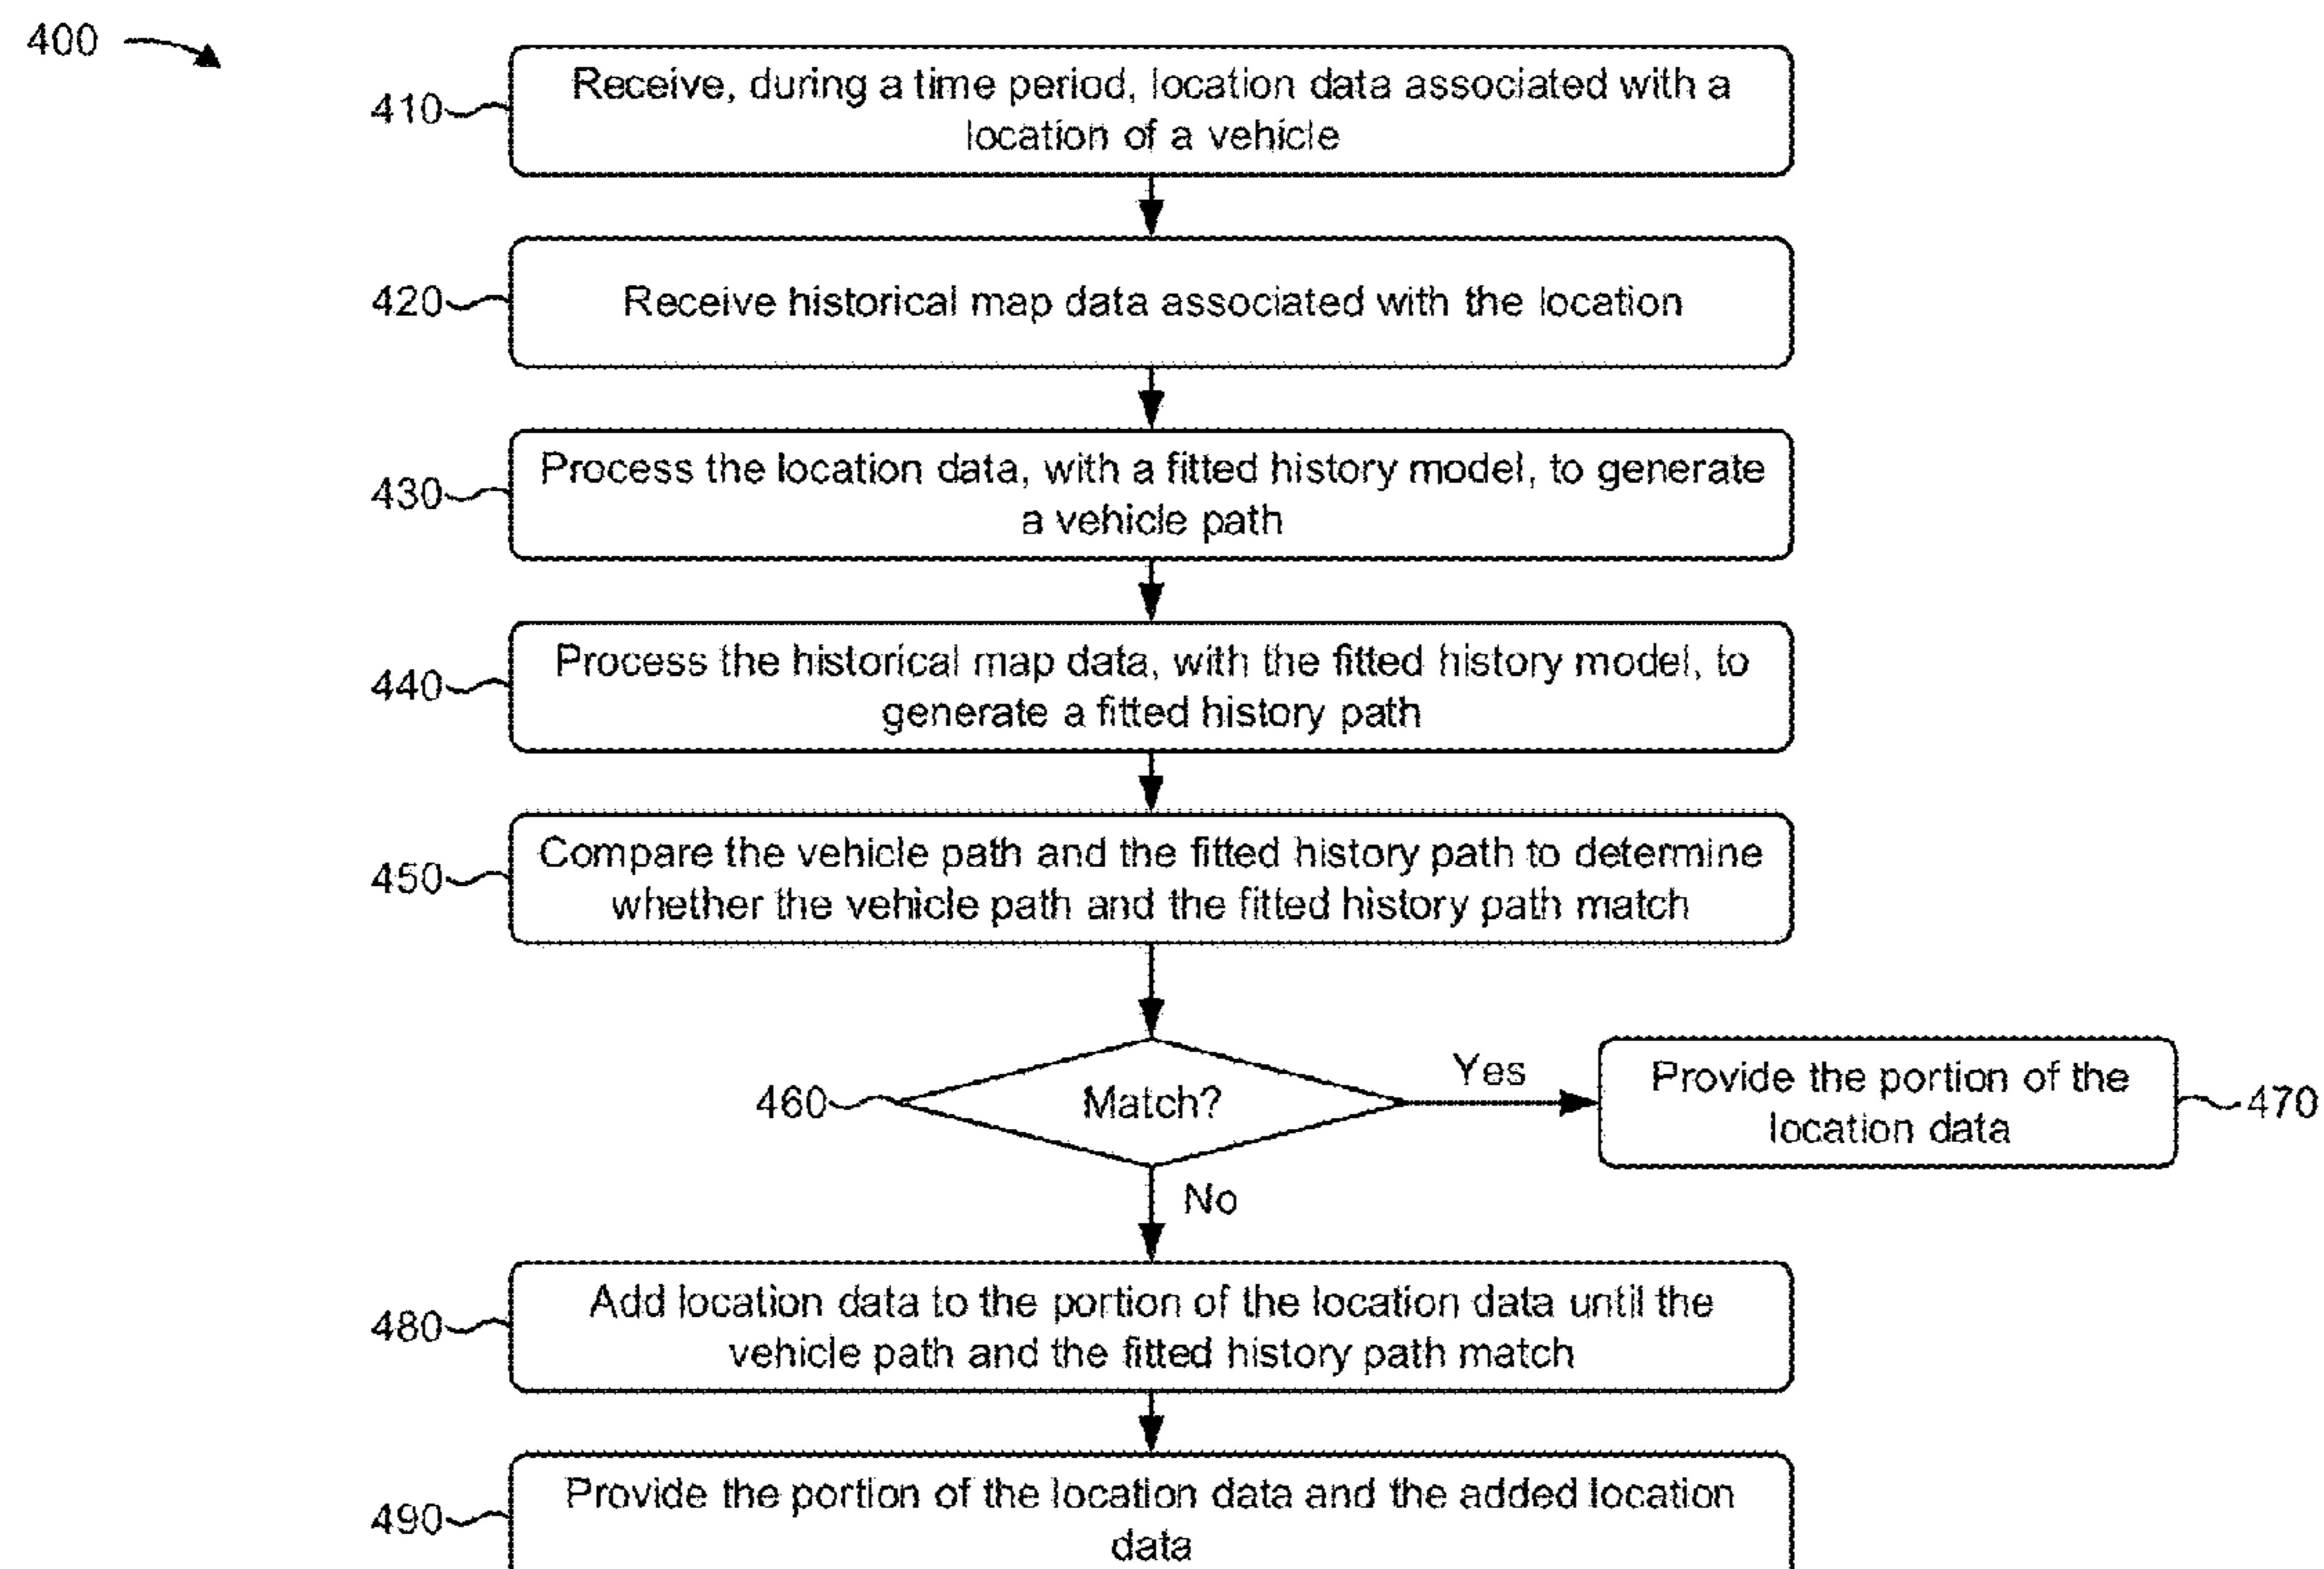 400
410
Receive, during a time period, location data associated with a
location of a vehicle
420
Receive historical map data associated with the location
430
Process the location data, with a fitted history model, to generate
a vehicle path
440
Process the historical map data, with the fitted history model, to
generate a fitted history path
450
Compare the vehicle path and the fitted history path to determine
whether the vehicle path and the fitted history path match
460
Match?
Yes
Provide the portion of the
location data
470
No
480
Add location data to the portion of the location data until the
vehicle path and the fitted history path match
490
Provide the portion of the location data and the added location
data